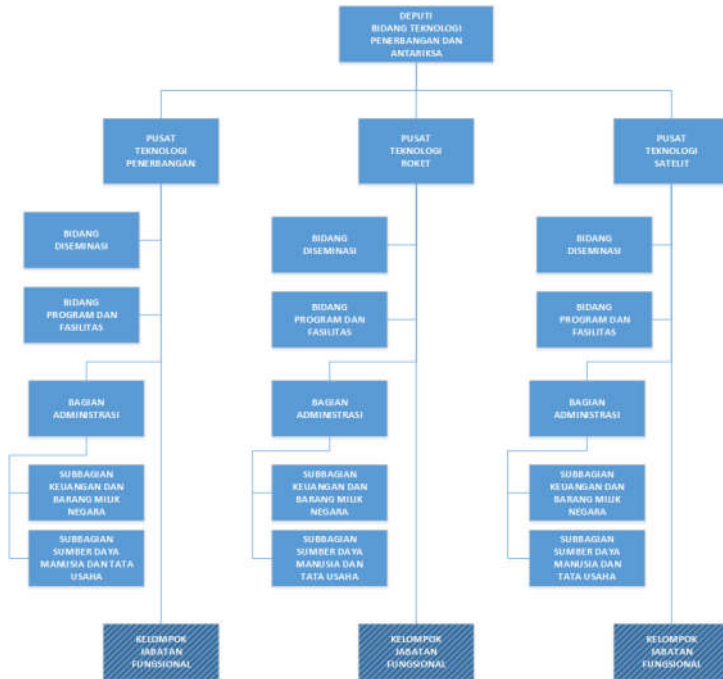 DEPUTI
BIDANG TEKNOLOGI
PENERBANGAN DAN
ANTARIKSA
PUSAT
TEKNOLOGI
PENERBANGAN
PUSAT
TEKNOLOGI
ROKET
PUSAT
TEKNOLOGI
SATELIT
BIDANG
DISEMINASI
BIDANG
DISEMINASI
BIDANG
DISEMINASI
BIDANG
PROGRAM DAN
FASILITAS
BIDANG
PROGRAM DAN
FASILITAS
BIDANG
PROGRAM DAN
FASILITAS
BAGIAN
ADMINISTRASI
BAGIAN
ADMINISTRASI
BAGIAN
ADMINISTRASI
SUBBAGIAN
KEUANGAN DAN
BARANG MILIK
NEGARA
SUBBAGIAN
KEUANGAN DAN
BARANG MILIK
NEGARA
SUBBAGIAN
KEUANGAN DAN
BARANG MILIK
NEGARA
SUBBAGIAN
SUMBER DAYA
MANUSIA DAN TATA
USAHA
SUBBAGIAN
SUMBER DAYA
MANUSIA DAN
TATA USAHA
SUBBAGIAN
SUMBER DAYA
MANUSIA DAN
TATA USAHA
KELOMPOK
JABATAN
FUNGSIONAL
KELOMPOK
JABATAN
FUNGSIONAL
KELOMPOK
JABATAN
FUNGSIONAL